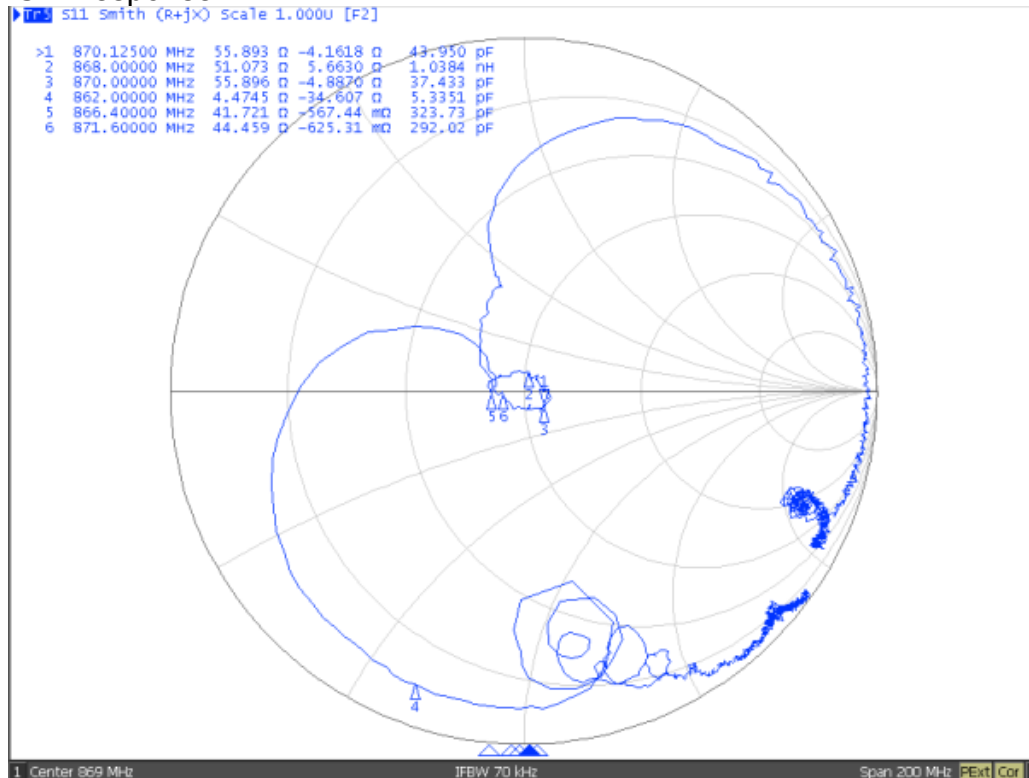 Tr5 S11 Smith (R+jX) Scale 1.000U [F2]
>1 870.12500 MHz 55.893 Ω -4.1618 Ω 43.950 pF
2 868.00000 MHz 51.073 Ω 5.6630 Ω 1.0384 nH
3 870.00000 MHz 55.896 Ω -4.8870 Ω 37.433 pF
4 862.00000 MHz 4.4745 Ω -34.607 Ω 5.3351 pF
5 866.40000 MHz 41.721 Ω -567.44 mΩ 323.73 pF
6 871.60000 MHz 44.459 Ω -625.31 mΩ 292.02 pF
1
2
5 6
3
4
1 Center 869 MHz IFBW 70 kHz Span 200 MHz PExt Cor